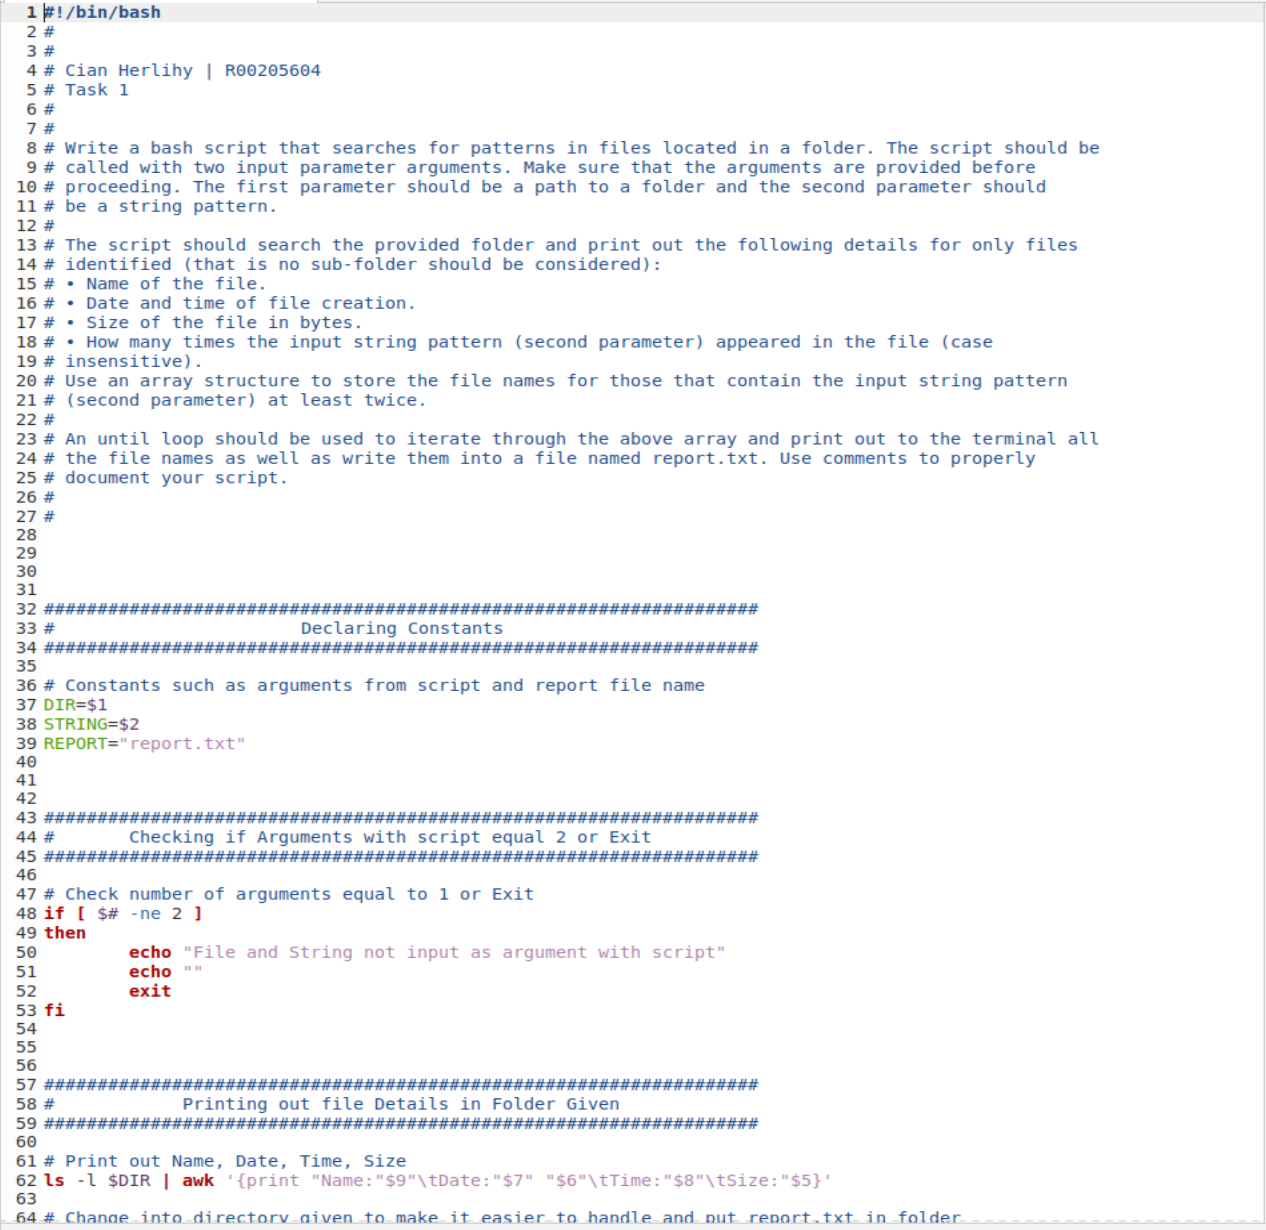 1 #!/bin/bash
2 #
3 #
4 # Cian Herlihy | R00205604
5 # Task 1
6 #
7 #
8 # Write a bash script that searches for patterns in files located in a folder. The script should be
9 # called with two input parameter arguments. Make sure that the arguments are provided before
10 # proceeding. The first parameter should be a path to a folder and the second parameter should
11 # be a string pattern.
12 #
13 # The script should search the provided folder and print out the following details for only files
14 # identified (that is no sub-folder should be considered):
15 # • Name of the file.
16 # • Date and time of file creation.
17 # • Size of the file in bytes.
18 # • How many times the input string pattern (second parameter) appeared in the file (case
19 # insensitive).
20 # Use an array structure to store the file names for those that contain the input string pattern
21 # (second parameter) at least twice.
22 #
23 # An until loop should be used to iterate through the above array and print out to the terminal all
24 # the file names as well as write them into a file named report.txt. Use comments to properly
25 # document your script.
26 #
27 #
28
29
30
31
32 ###################################################################
33 #                       Declaring Constants
34 ###################################################################
35
36 # Constants such as arguments from script and report file name
37 DIR=$1
38 STRING=$2
39 REPORT="report.txt"
40
41
42
43 ###################################################################
44 #       Checking if Arguments with script equal 2 or Exit
45 ###################################################################
46
47 # Check number of arguments equal to 1 or Exit
48 if [ $# -ne 2 ]
49 then
50         echo "File and String not input as argument with script"
51         echo ""
52         exit
53 fi
54
55
56
57 ###################################################################
58 #            Printing out file Details in Folder Given
59 ###################################################################
60
61 # Print out Name, Date, Time, Size
62 ls -l $DIR | awk '{print "Name:"$9"\tDate:"$7" "$6"\tTime:"$8"\tSize:"$5}'
63
64 # Change into directory given to make it easier to handle and put report.txt in folder